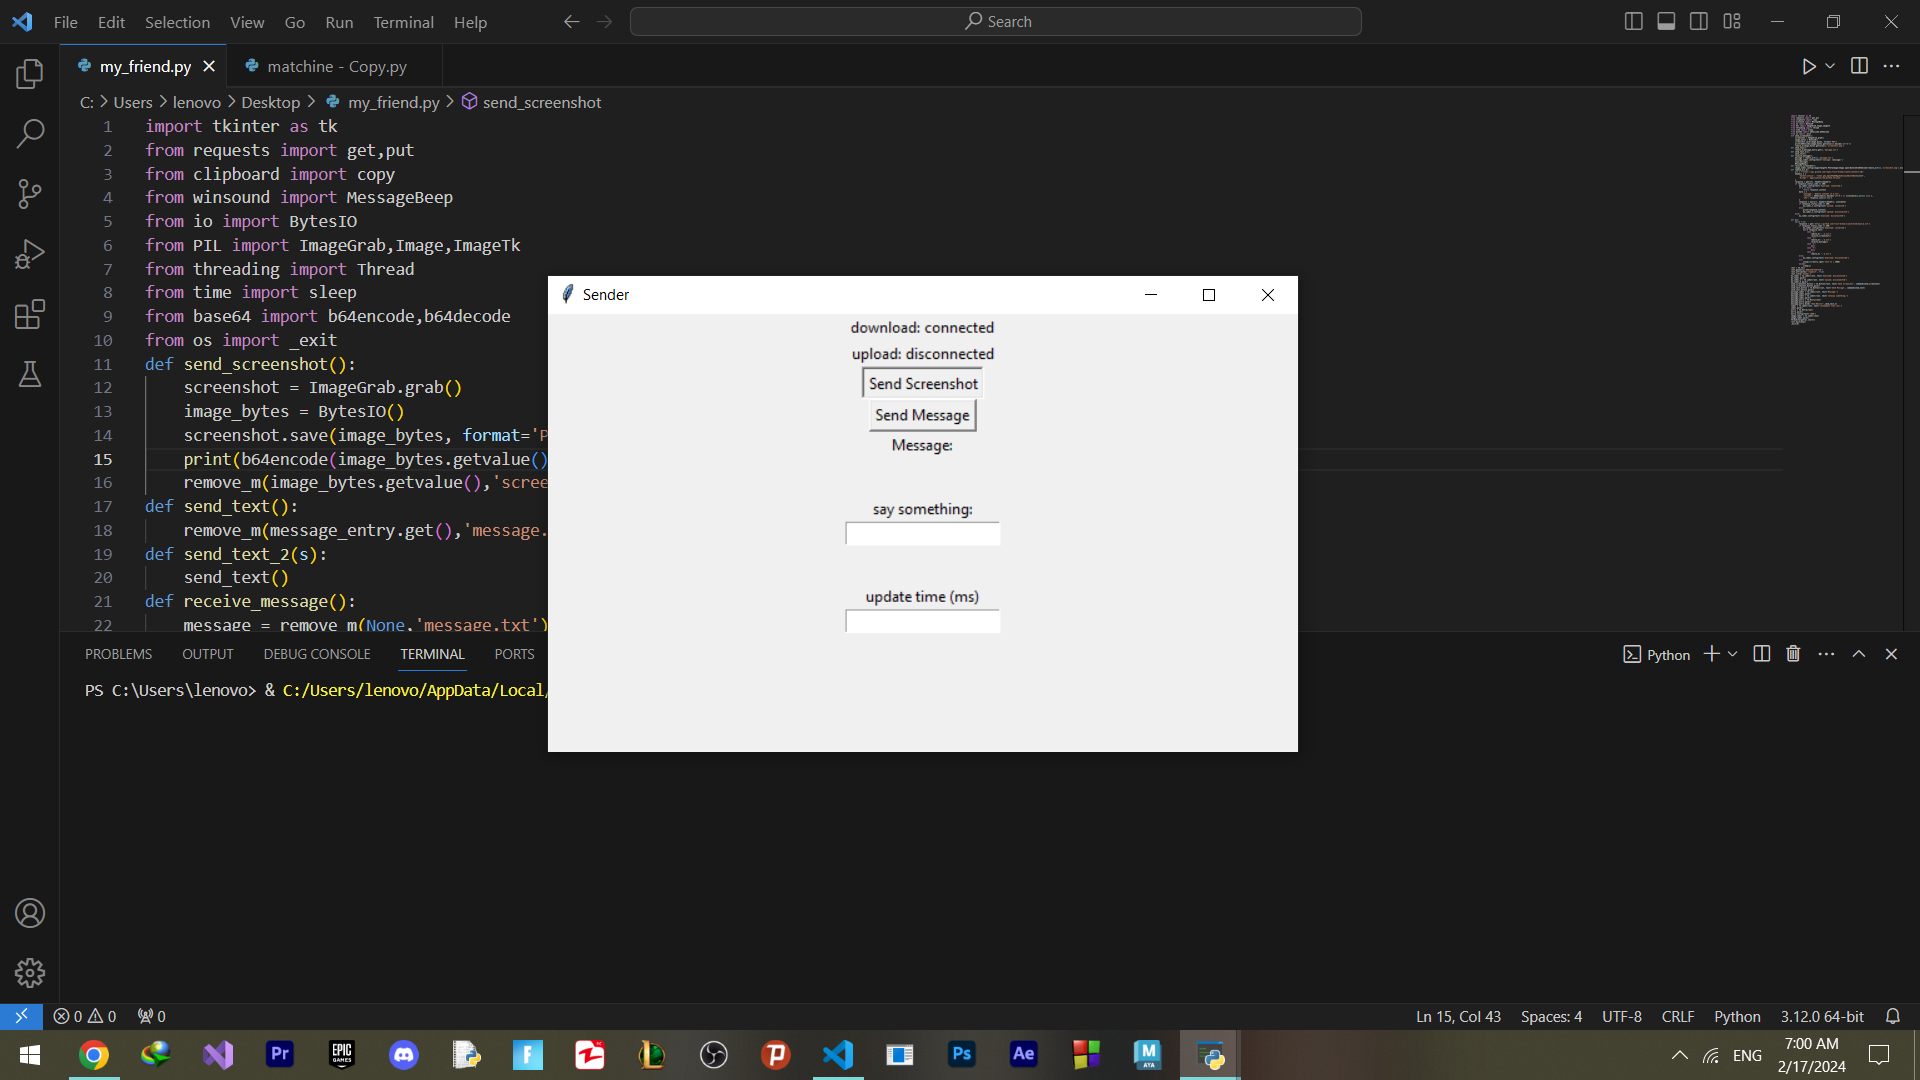 File Edit Selection View Go Run Terminal Help
Search
my_friend.py
matchine - Copy.py
C: > Users > lenovo > Desktop > my_friend.py > send_screenshot
1 import tkinter as tk
2 from requests import get,put
3 from clipboard import copy
4 from winsound import MessageBeep
5 from io import BytesIO
6 from PIL import ImageGrab,Image,ImageTk
7 from threading import Thread
8 from time import sleep
9 from base64 import b64encode,b64decode
10 from os import _exit
11 def send_screenshot():
12 screenshot = ImageGrab.grab()
13 image_bytes = BytesIO()
14 screenshot.save(image_bytes, format='P
15 print(b64encode(image_bytes.getvalue()
16 remove_m(image_bytes.getvalue(),'scree
17 def send_text():
18 remove_m(message_entry.get(),'message.
19 def send_text_2(s):
20 send_text()
21 def receive_message():
22 message = remove_m(None,'message.txt')
Sender
download: connected
upload: disconnected
Send Screenshot
Send Message
Message:
say something:
update time (ms)
PROBLEMS OUTPUT DEBUG CONSOLE TERMINAL PORTS
Python
PS C:\Users\lenovo> & C:/Users/lenovo/AppData/Local/
0 0 0
Ln 15, Col 43 Spaces: 4 UTF-8 CRLF Python 3.12.0 64-bit
Pr
EPIC GAMES
F
Ps
Ae
M
AYA
ENG
7:00 AM
2/17/2024